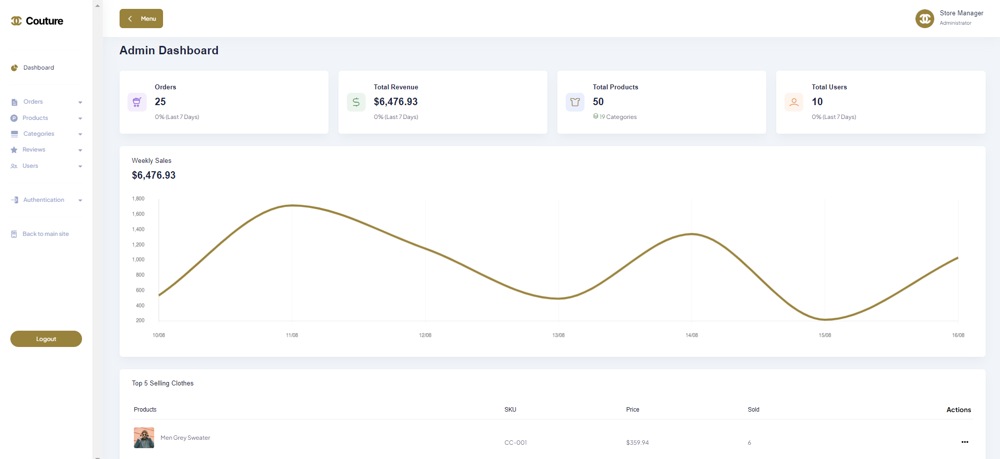 Couture
Menu
Store Manager
Administrator
Admin Dashboard
Dashboard
Orders
Products
Categories
Reviews
Users
Authentication
Back to main site
Logout
Orders
25
0% (Last 7 Days)
Total Revenue
$6,476.93
0% (Last 7 Days)
Total Products
50
19 Categories
Total Users
10
0% (Last 7 Days)
Weekly Sales
$6,476.93
1,800
1,600
1,400
1,200
1,000
800
600
400
200
10/08 11/08 12/08 13/08 14/08 15/08 16/08
Top 5 Selling Clothes
Products SKU Price Sold Actions
Men Grey Sweater CC-001 $359.94 6